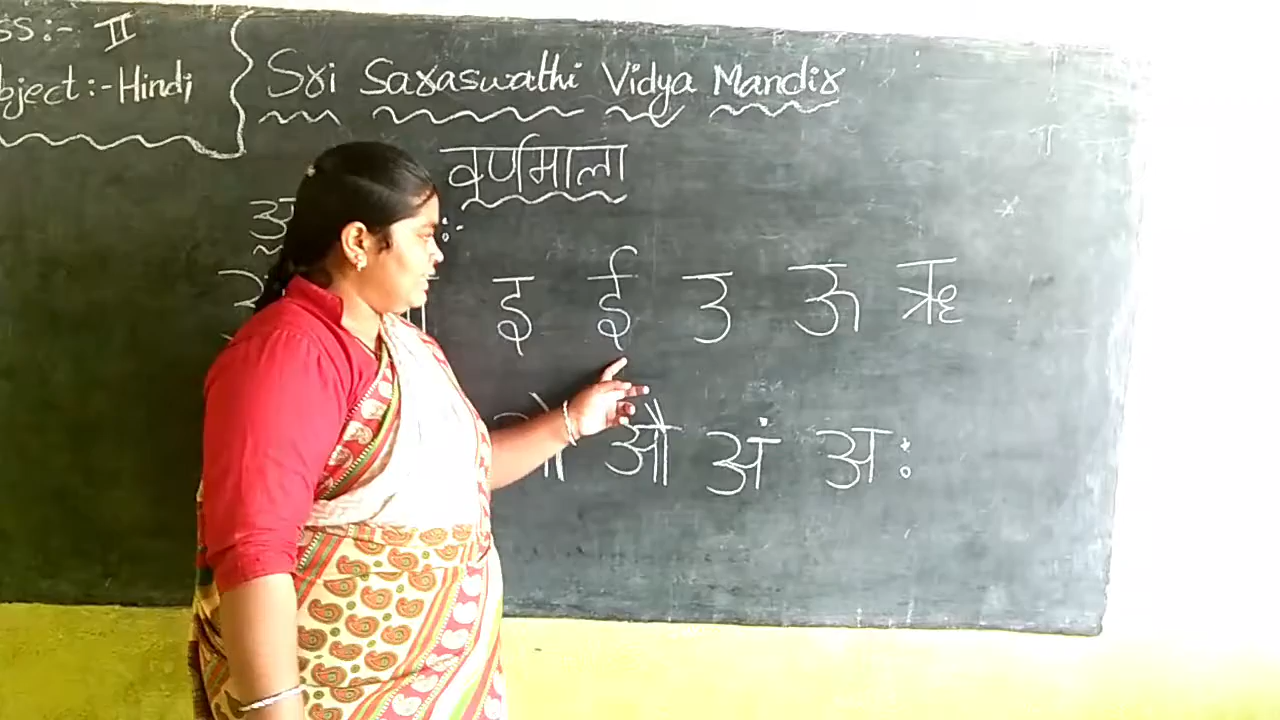 ss:- II
bject:- Hindi
Sri Saraswathi Vidya Mandir
वर्णमाला
इ ई उ ऊ ऋ
औ अं अः